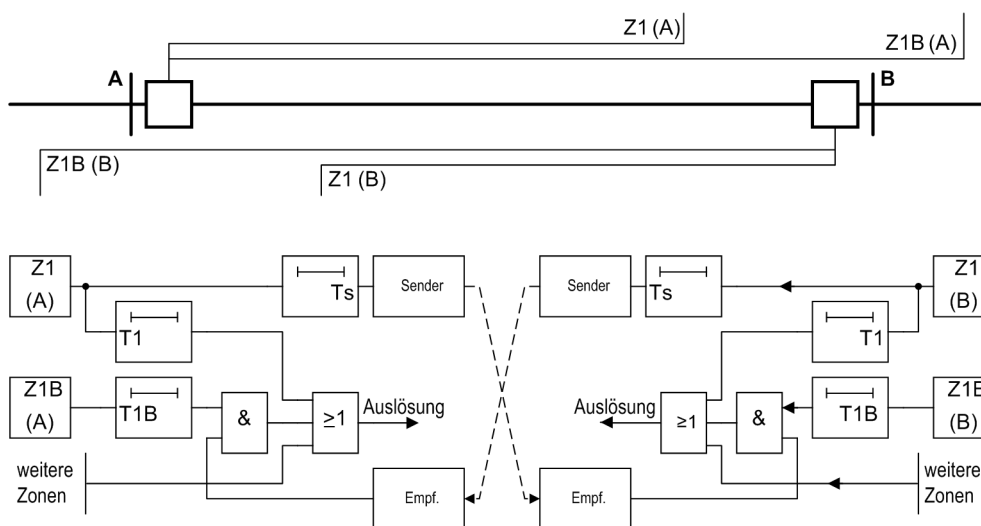 Z1 (A)
Z1B (A)
A
B
Z1B (B)
Z1 (B)
Z1
(A)
Ts
Sender
Sender
Ts
Z1
(B)
T1
T1
Z1B
(A)
T1B
&
≥1
Auslösung
Auslösung
≥1
&
T1B
Z1B
(B)
weitere
Zonen
Empf.
Empf.
weitere
Zonen